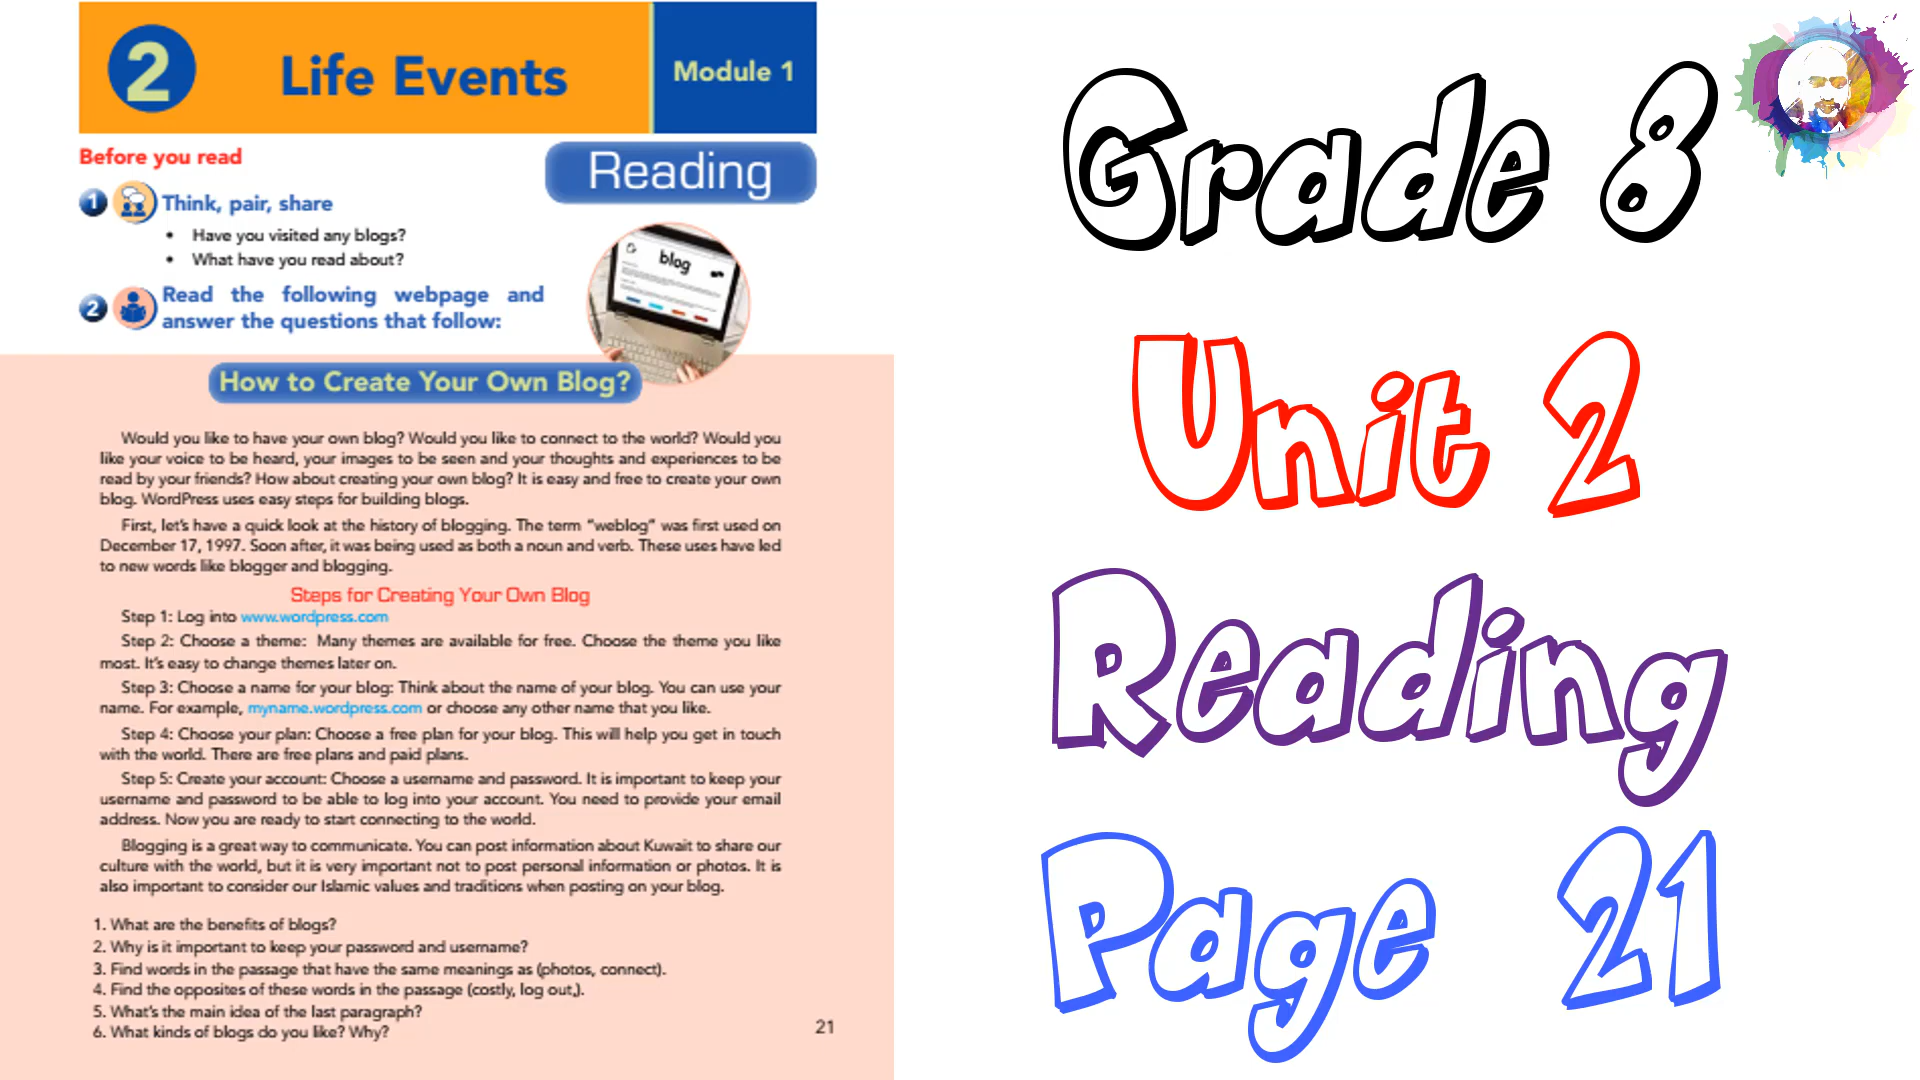 2
Life Events
Module 1
Before you read
Reading
1 Think, pair, share
• Have you visited any blogs?
• What have you read about?
2 Read the following webpage and
answer the questions that follow:
blog
How to Create Your Own Blog?
Would you like to have your own blog? Would you like to connect to the world? Would you
like your voice to be heard, your images to be seen and your thoughts and experiences to be
read by your friends? How about creating your own blog? It is easy and free to create your own
blog. WordPress uses easy steps for building blogs.
First, let's have a quick look at the history of blogging. The term "weblog" was first used on
December 17, 1997. Soon after, it was being used as both a noun and verb. These uses have led
to new words like blogger and blogging.
Steps for Creating Your Own Blog
Step 1: Log into www.wordpress.com
Step 2: Choose a theme: Many themes are available for free. Choose the theme you like
most. It's easy to change themes later on.
Step 3: Choose a name for your blog: Think about the name of your blog. You can use your
name. For example, myname.wordpress.com or choose any other name that you like.
Step 4: Choose your plan: Choose a free plan for your blog. This will help you get in touch
with the world. There are free plans and paid plans.
Step 5: Create your account: Choose a username and password. It is important to keep your
username and password to be able to log into your account. You need to provide your email
address. Now you are ready to start connecting to the world.
Blogging is a great way to communicate. You can post information about Kuwait to share our
culture with the world, but it is very important not to post personal information or photos. It is
also important to consider our Islamic values and traditions when posting on your blog.
1. What are the benefits of blogs?
2. Why is it important to keep your password and username?
3. Find words in the passage that have the same meanings as (photos, connect).
4. Find the opposites of these words in the passage (costly, log out,).
5. What's the main idea of the last paragraph?
6. What kinds of blogs do you like? Why?
21
Grade 8
Unit 2
Reading
Page 21